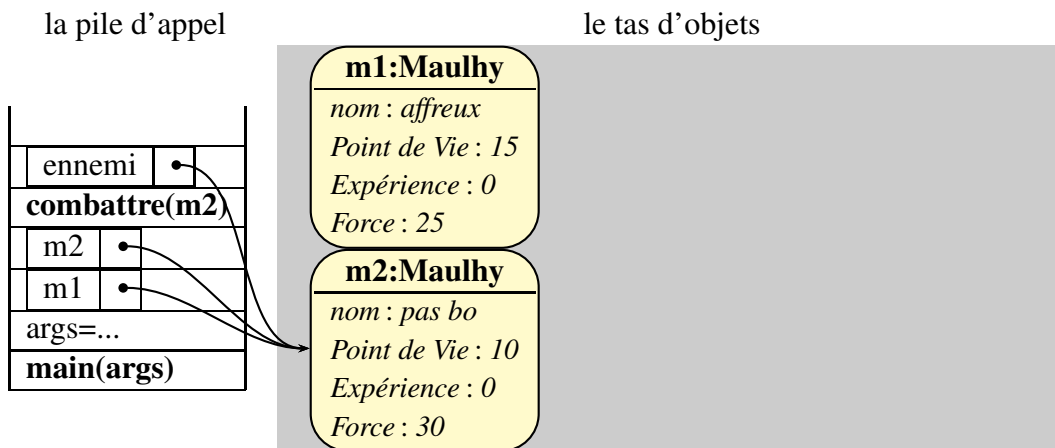 la pile d'appel
le tas d'objets
ennemi
combattre(m2)
m2
m1
args=...
main(args)
m1:Maulhy
nom : affreux
Point de Vie : 15
Expérience : 0
Force : 25
m2:Maulhy
nom : pas bo
Point de Vie : 10
Expérience : 0
Force : 30